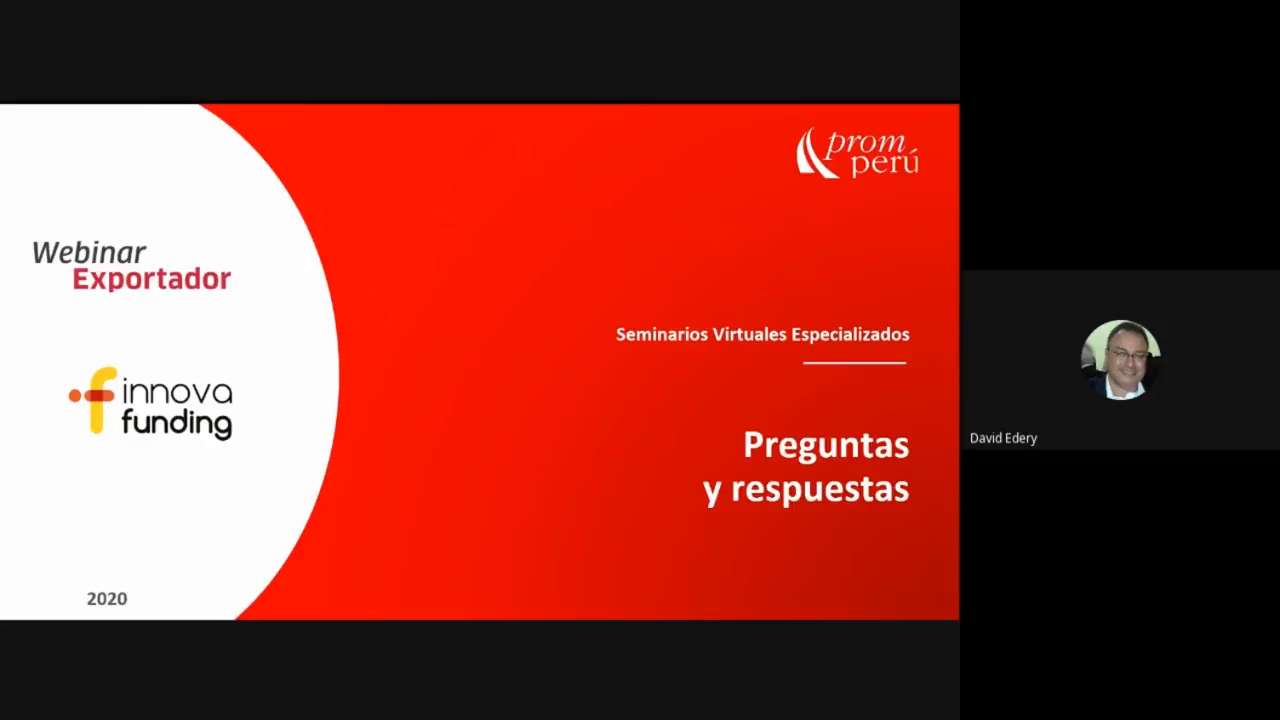 prom
perú
Webinar
Exportador
innova
funding
Seminarios Virtuales Especializados
Preguntas
y respuestas
2020
David Edery